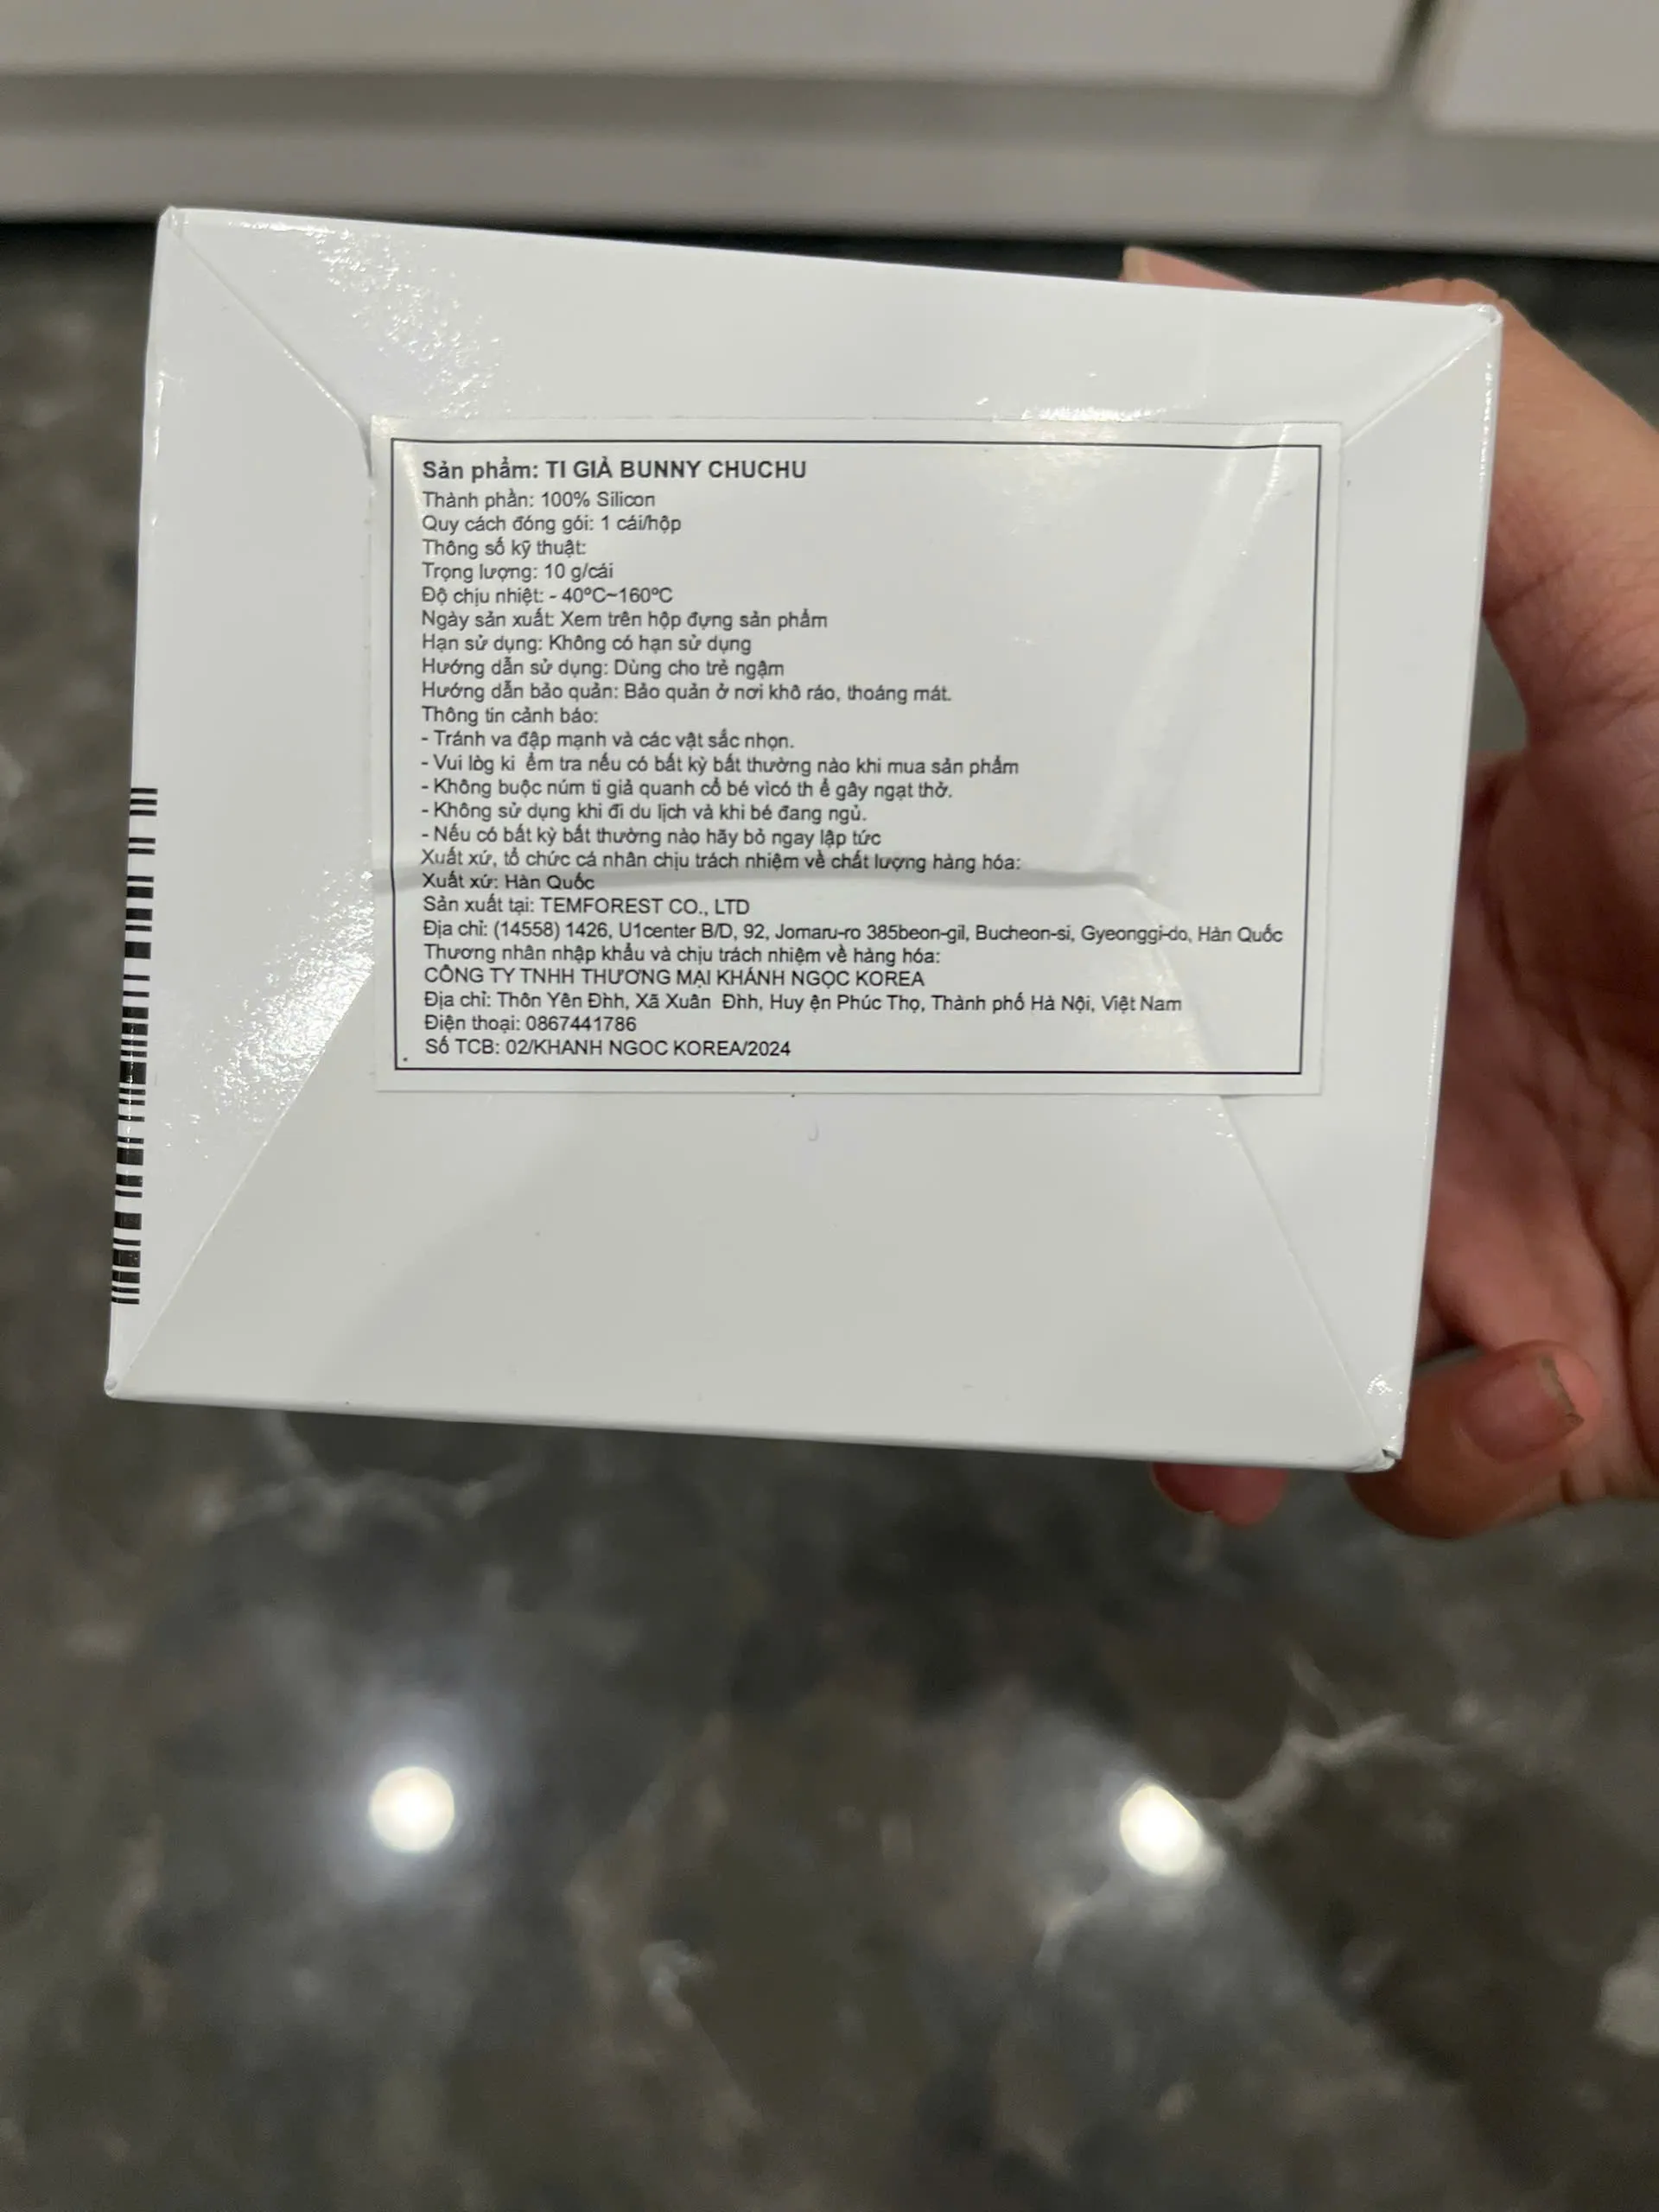 Sản phẩm: TI GIẢ BUNNY CHUCHU
Thành phần: 100% Silicon
Quy cách đóng gói: 1 cái/hộp
Thông số kỹ thuật:
Trọng lượng: 10 g/cái
Độ chịu nhiệt: - 40ºC~160ºC
Ngày sản xuất: Xem trên hộp đựng sản phẩm
Hạn sử dụng: Không có hạn sử dụng
Hướng dẫn sử dụng: Dùng cho trẻ ngậm
Hướng dẫn bảo quản: Bảo quản ở nơi khô ráo, thoáng mát.
Thông tin cảnh báo:
- Tránh va đập mạnh và các vật sắc nhọn.
- Vui lòg ki ểm tra nếu có bất kỳ bất thường nào khi mua sản phẩm
- Không buộc núm ti giả quanh cổ bé vìcó th ể gây ngạt thở.
- Không sử dụng khi đi du lịch và khi bé đang ngủ.
- Nếu có bất kỳ bất thường nào hãy bỏ ngay lập tức
Xuất xứ, tổ chức cá nhân chịu trách nhiệm về chất lượng hàng hóa:
Xuất xứ: Hàn Quốc
Sản xuất tại: TEMFOREST CO., LTD
Địa chỉ: (14558) 1426, U1center B/D, 92, Jomaru-ro 385beon-gil, Bucheon-si, Gyeonggi-do, Hàn Quốc
Thương nhân nhập khẩu và chịu trách nhiệm về hàng hóa:
CÔNG TY TNHH THƯƠNG MẠI KHÁNH NGỌC KOREA
Địa chỉ: Thôn Yên Đhh, Xã Xuân Đhh, Huy ện Phúc Thọ, Thành phố Hà Nội, Việt Nam
Điện thoại: 0867441786
Số TCB: 02/KHANH NGOC KOREA/2024